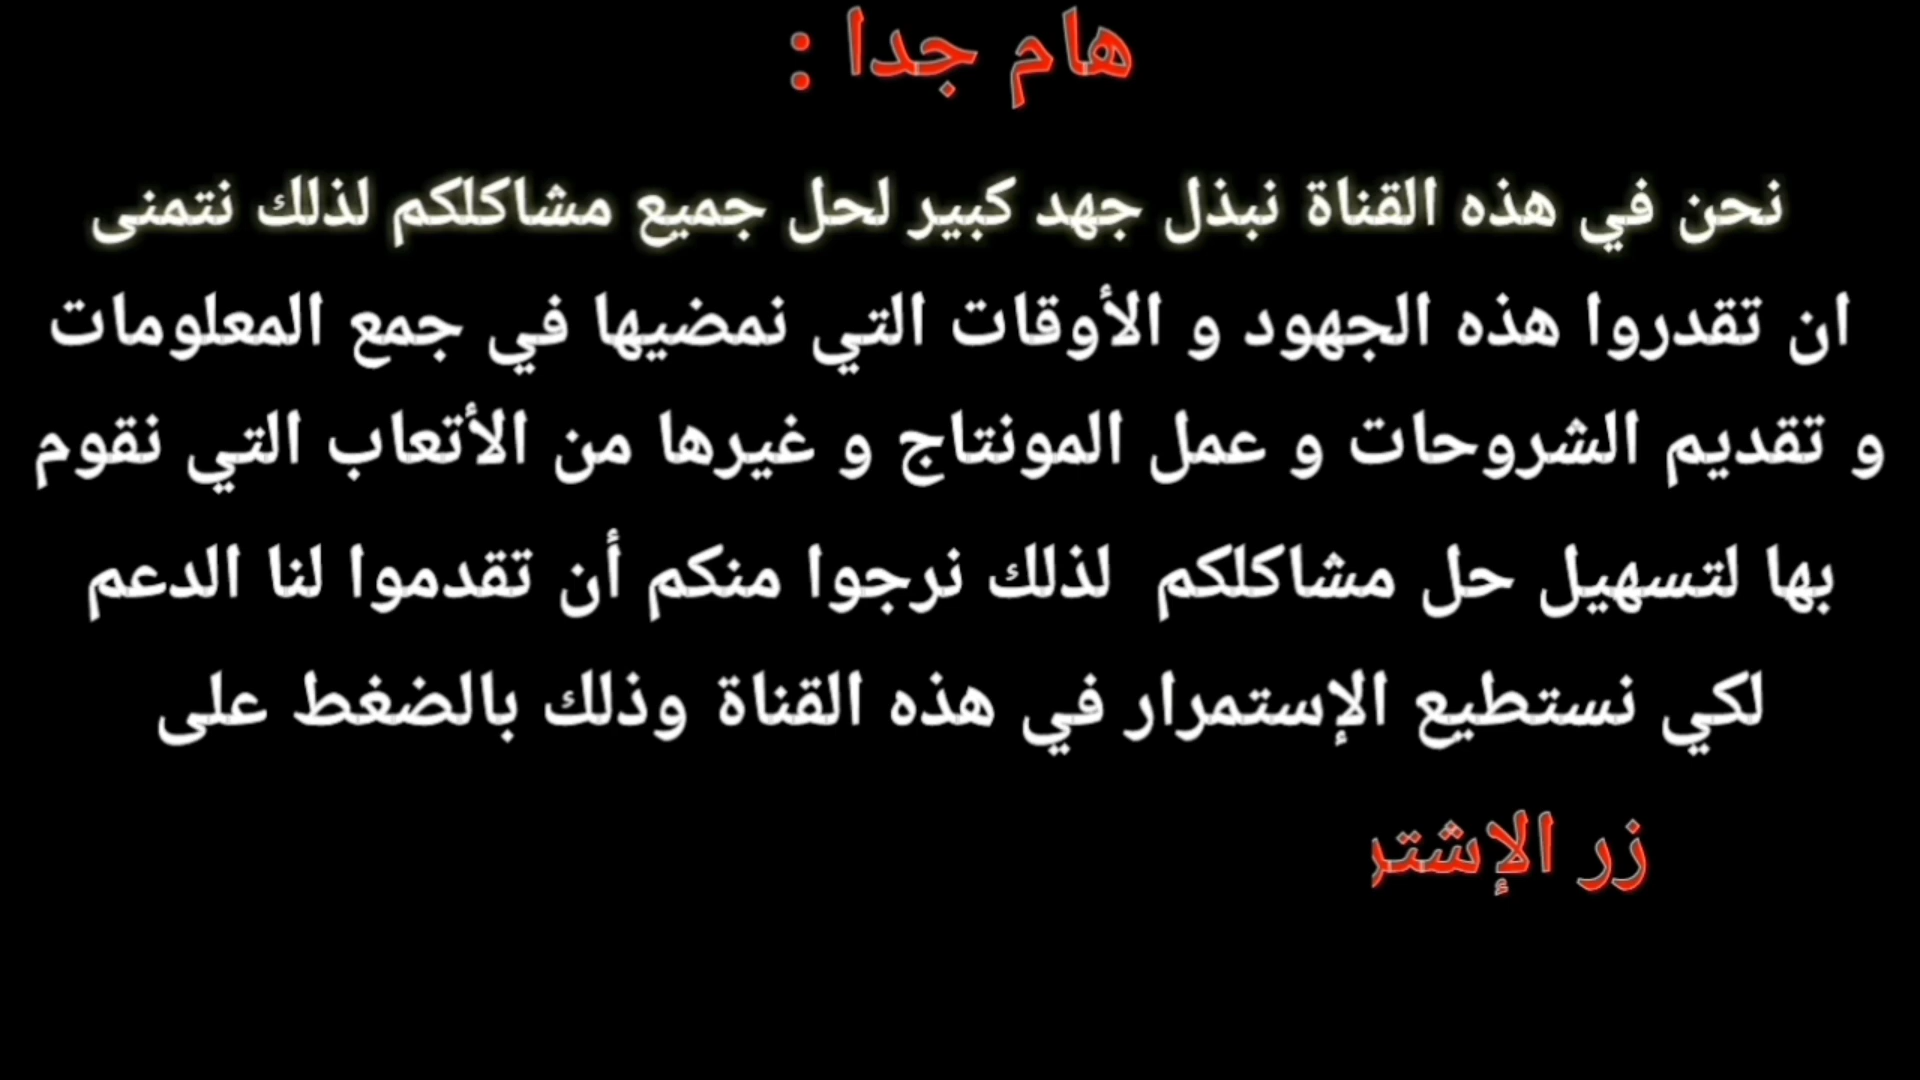 هام جدا :
نحن في هذه القناة نبذل جهد كبير لحل جميع مشاكلكم لذلك نتمنى
ان تقدروا هذه الجهود و الأوقات التي نمضيها في جمع المعلومات
و تقديم الشروحات و عمل المونتاج و غيرها من الأتعاب التي نقوم
بها لتسهيل حل مشاكلكم لذلك نرجوا منكم أن تقدموا لنا الدعم
لكي نستطيع الإستمرار في هذه القناة وذلك بالضغط على
زر الإشتر